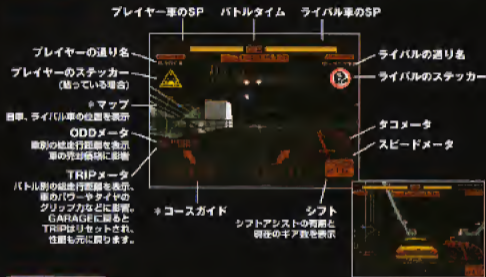 プレイヤー車のSP
バトルタイム
ライバル車のSP
プレイヤーの通り名
プレイヤーのステッカー
(貼っている場合)
*マップ
自車、ライバル車の位置を表示
ODDメータ
車別の総走行距離を表示
車の売却価格に影響
TRIPメータ
バトル別の総走行距離を表示、
車のパワーやタイヤの
グリップ力などに影響。
GARAGEに戻ると
TRIPはリセットされ、
性能も元に戻ります。
ライバルの通り名
ライバルのステッカー
タコメータ
スピードメータ
*コースガイド
シフト
シフトアシストの有無と
現在のギア数を表示